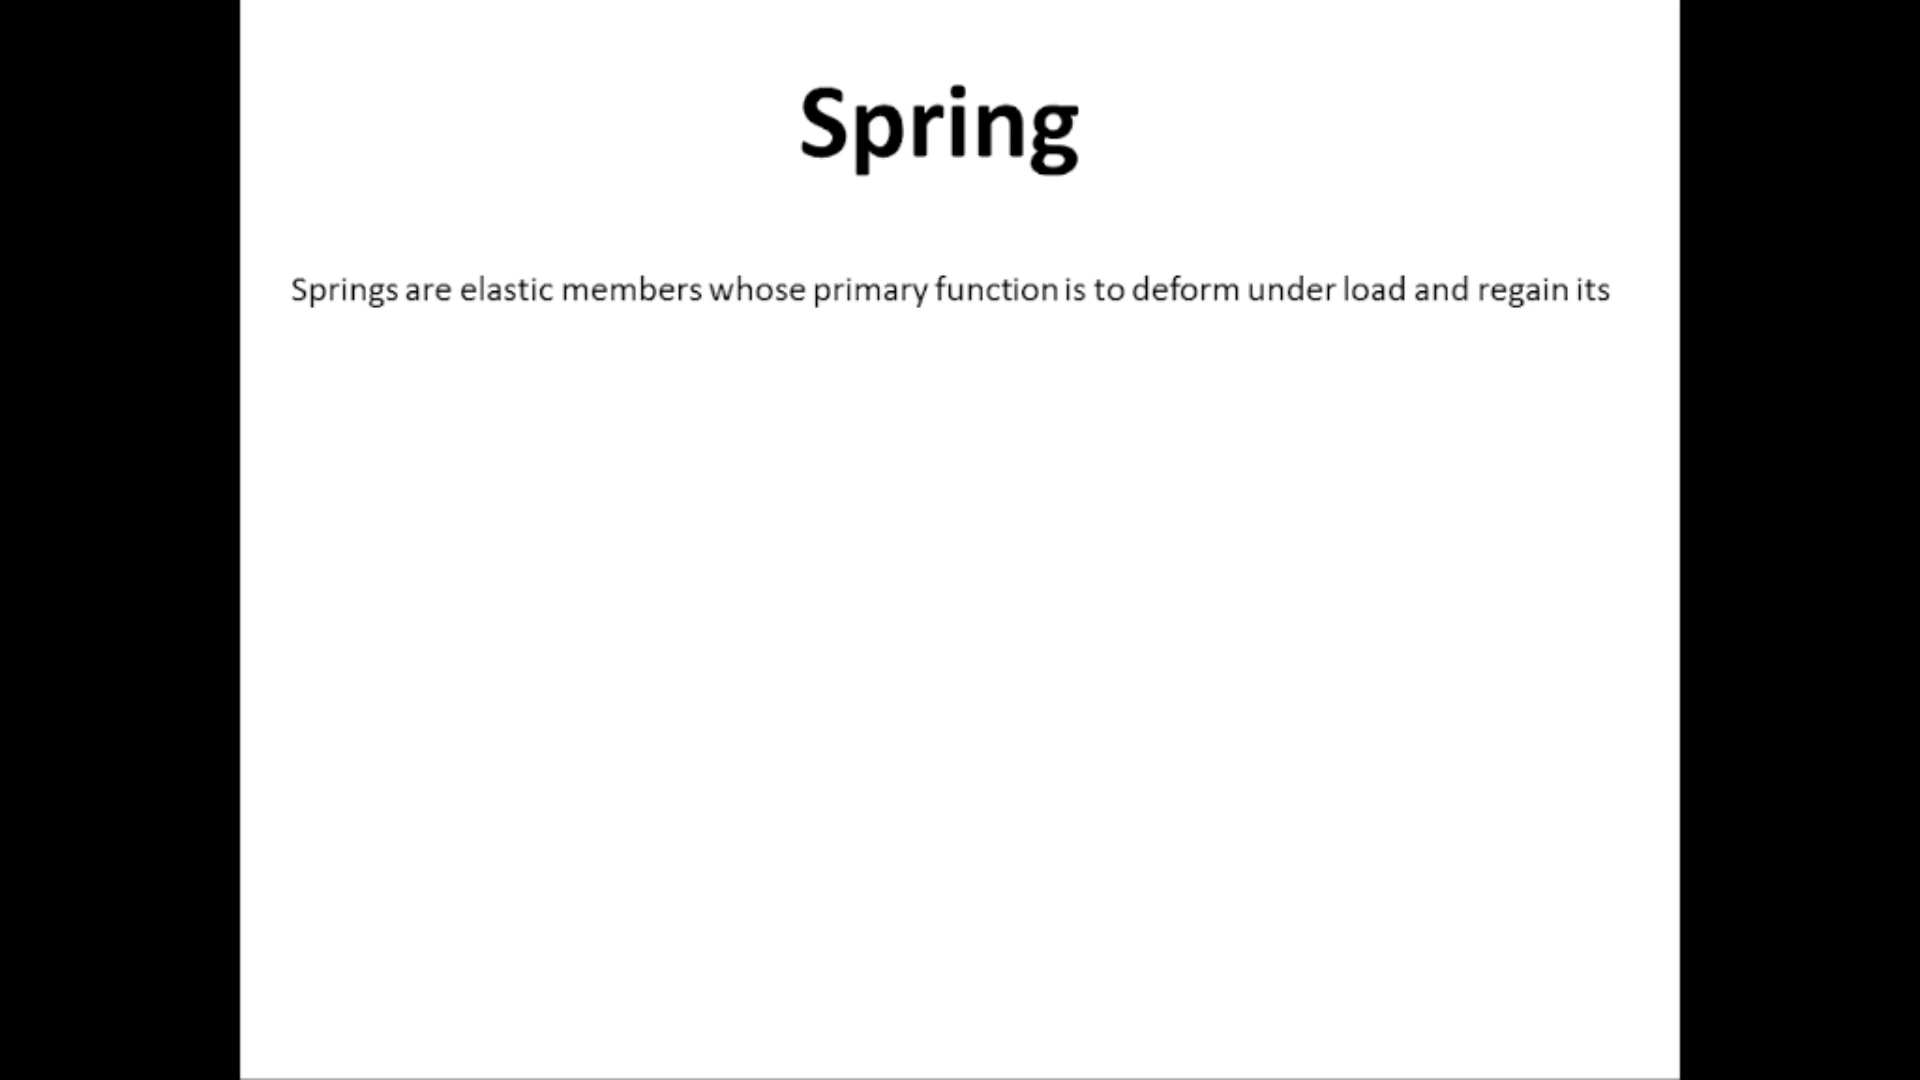 Spring
Springs are elastic members whose primary function is to deform under load and regain its